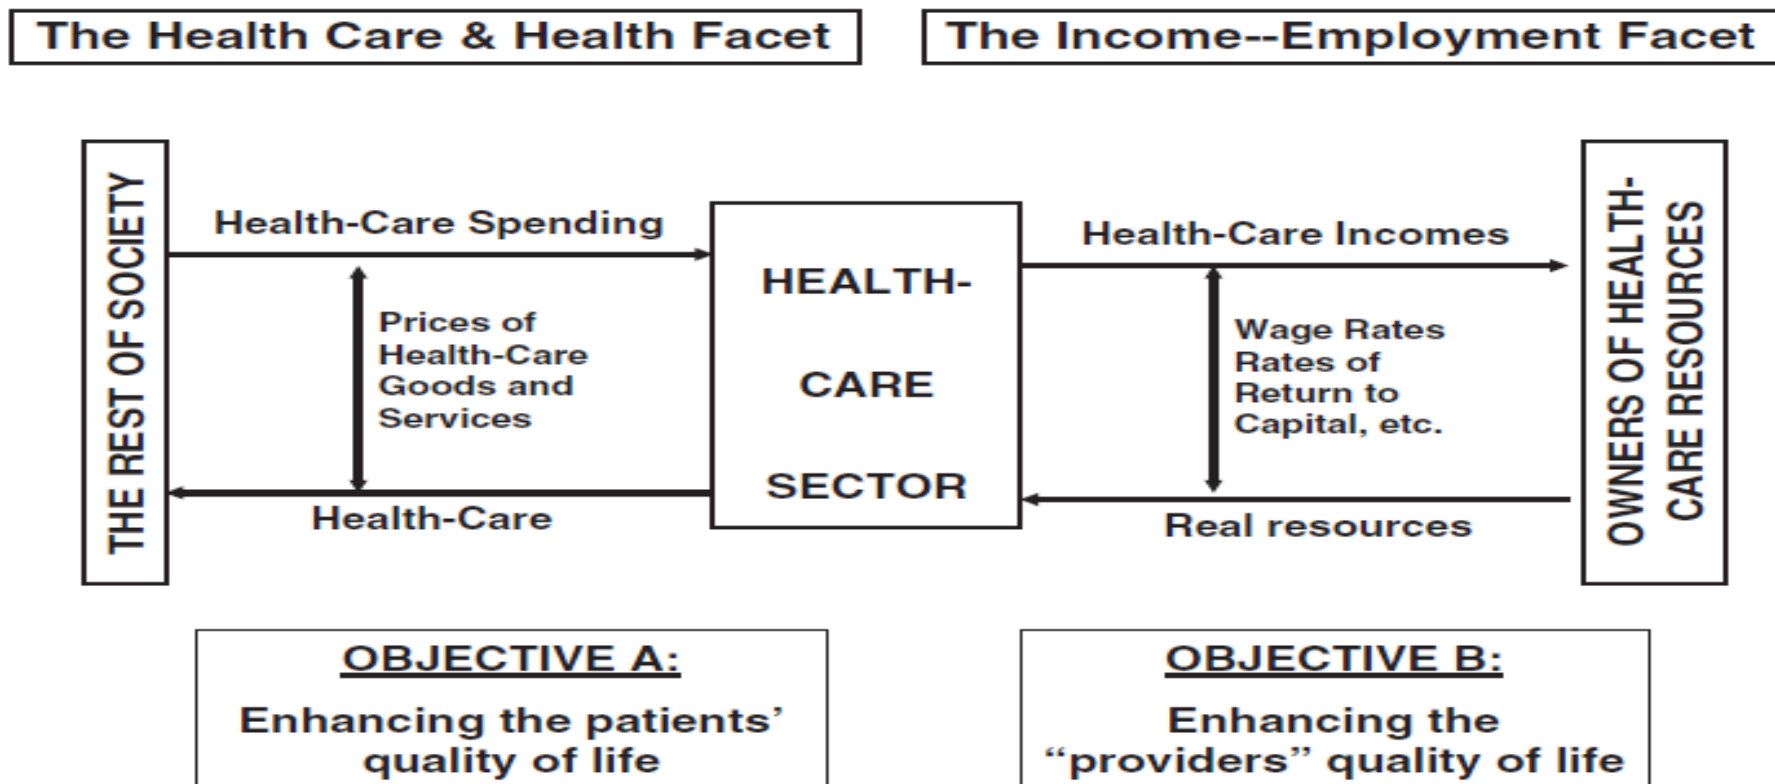 The Health Care & Health Facet
The Income--Employment Facet
THE REST OF SOCIETY
Health-Care Spending
Prices of
Health-Care
Goods and
Services
Health-Care
HEALTH-
CARE
SECTOR
Health-Care Incomes
Wage Rates
Rates of
Return to
Capital, etc.
Real resources
OWNERS OF HEALTH-
CARE RESOURCES
OBJECTIVE A:
Enhancing the patients’
quality of life
OBJECTIVE B:
Enhancing the
“providers” quality of life